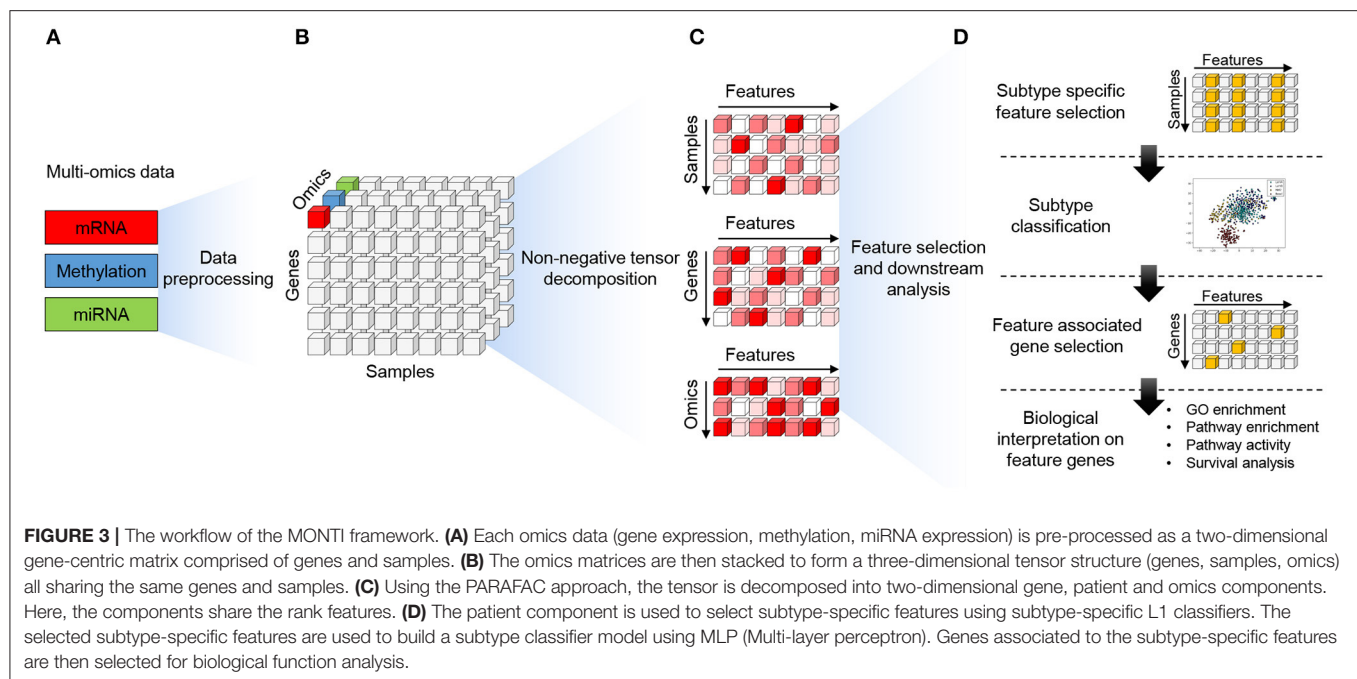 A
B
C
D
Multi-omics data
mRNA
Methylation
miRNA
Data
preprocessing
Omics
Genes
Samples
Non-negative tensor
decomposition
Features
Samples
Features
Genes
Features
Omics
Feature selection
and downstream
analysis
Subtype specific
feature selection
Features
Samples
Subtype
classification
Feature associated
gene selection
Features
Genes
Biological
interpretation on
feature genes
• GO enrichment
• Pathway enrichment
• Pathway activity
• Survival analysis
FIGURE 3 | The workflow of the MONTI framework. (A) Each omics data (gene expression, methylation, miRNA expression) is pre-processed as a two-dimensional
gene-centric matrix comprised of genes and samples. (B) The omics matrices are then stacked to form a three-dimensional tensor structure (genes, samples, omics)
all sharing the same genes and samples. (C) Using the PARAFAC approach, the tensor is decomposed into two-dimensional gene, patient and omics components.
Here, the components share the rank features. (D) The patient component is used to select subtype-specific features using subtype-specific L1 classifiers. The
selected subtype-specific features are used to build a subtype classifier model using MLP (Multi-layer perceptron). Genes associated to the subtype-specific features
are then selected for biological function analysis.